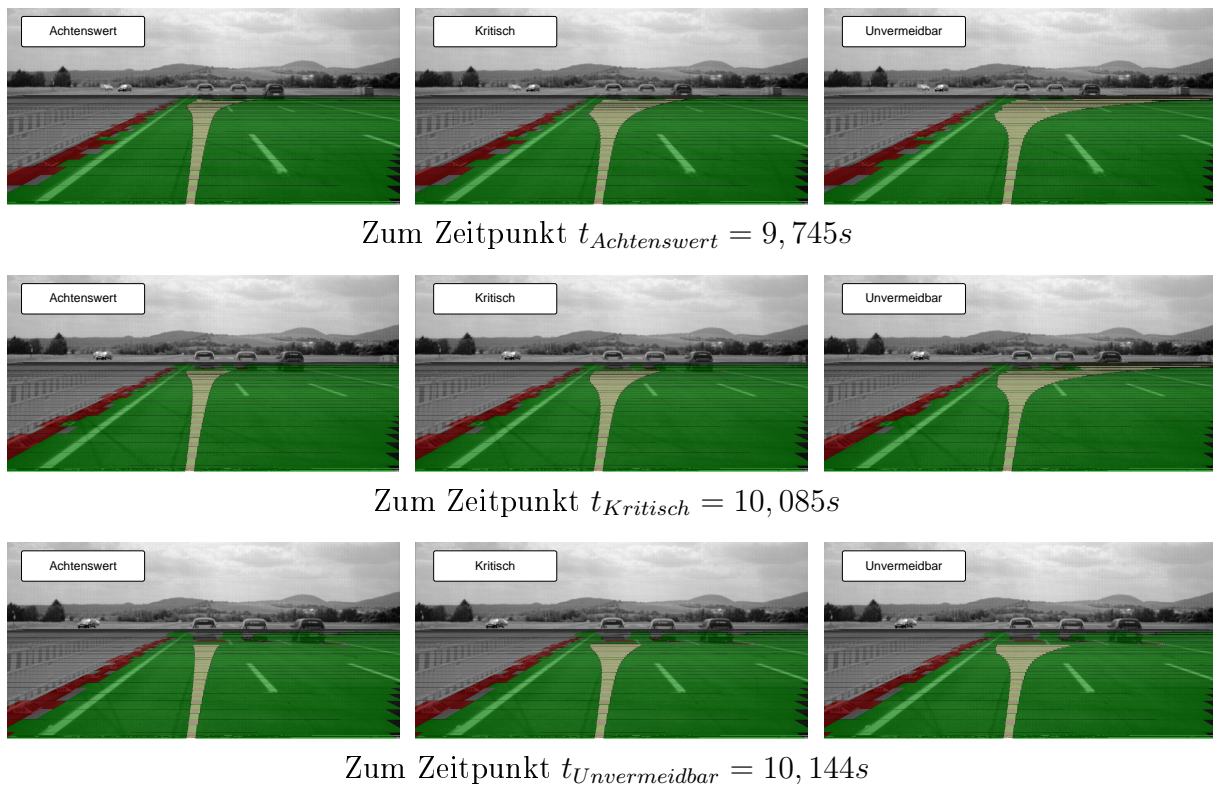 Achtenswert
Kritisch
Unvermeidbar
Zum Zeitpunkt t_{Achtenswert} = 9, 745s
Achtenswert
Kritisch
Unvermeidbar
Zum Zeitpunkt t_{Kritisch} = 10, 085s
Achtenswert
Kritisch
Unvermeidbar
Zum Zeitpunkt t_{Unvermeidbar} = 10, 144s